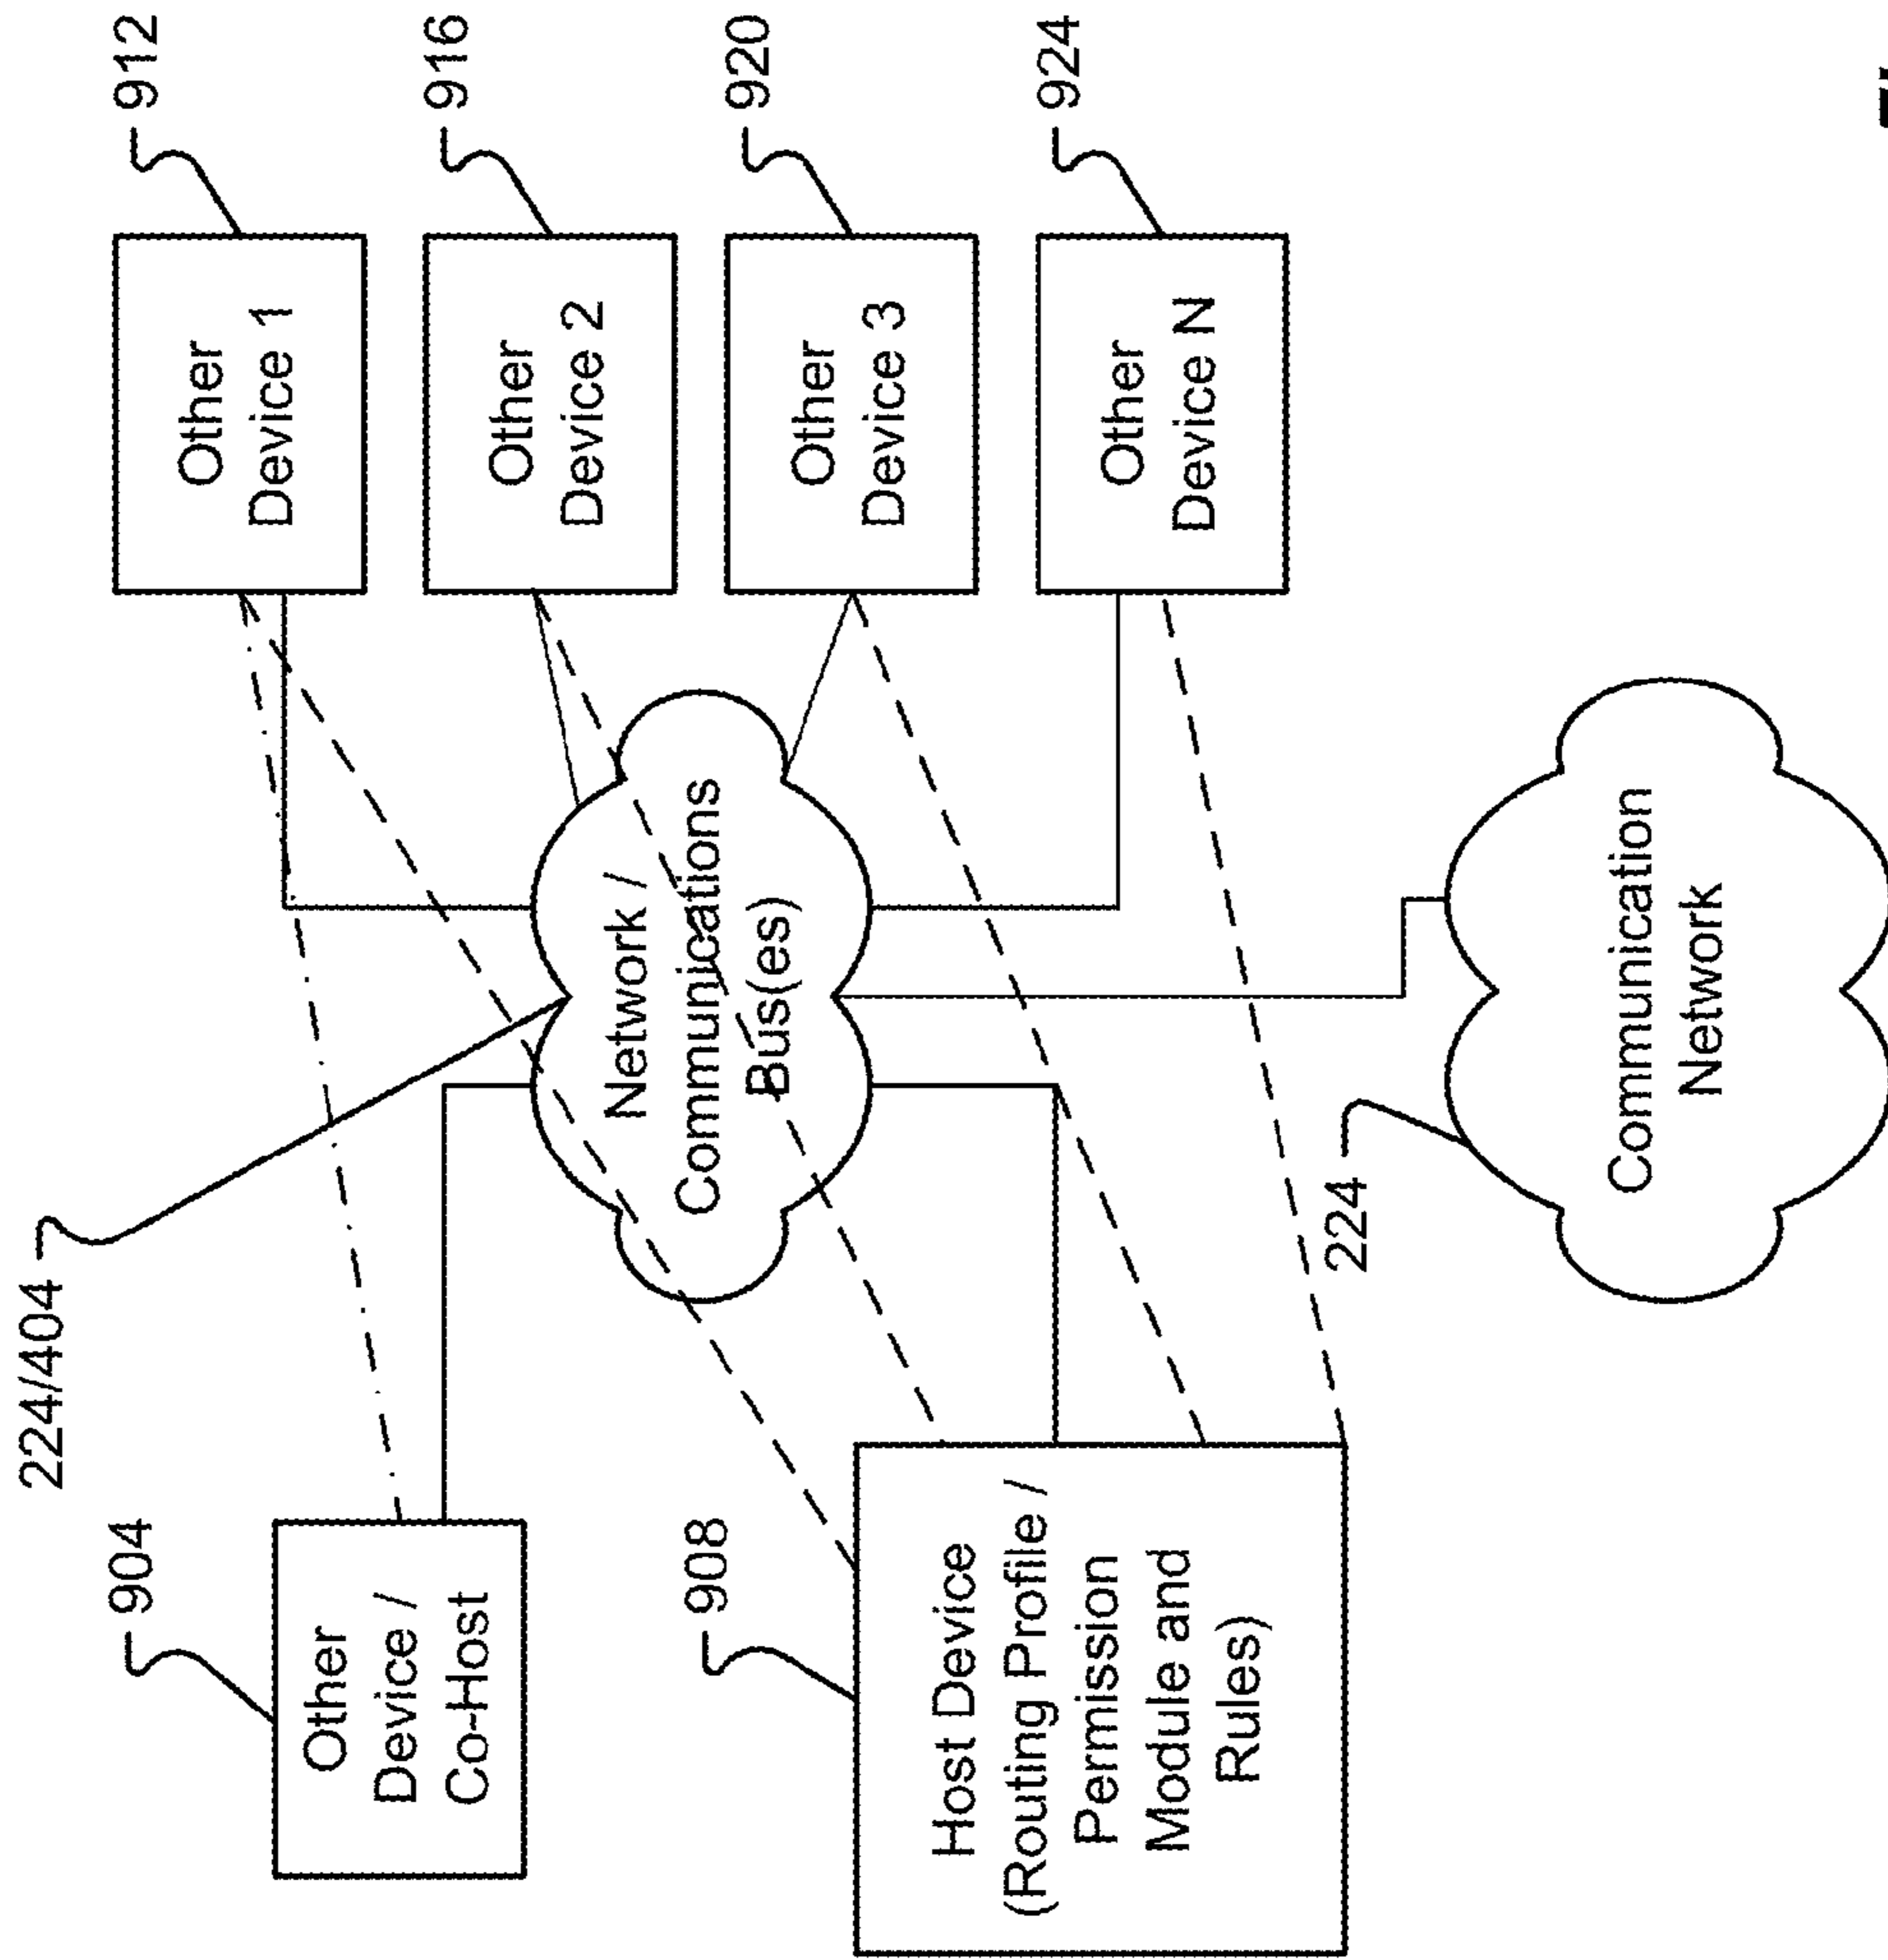 224/404
904
Other
Device /
Co-Host
908
Host Device
(Routing Profile /
Permission
Module and
Rules)
Network /
Communications
Bus(es)
224
Communication
Network
Other
Device 1
912
Other
Device 2
916
Other
Device 3
920
Other
Device N
924